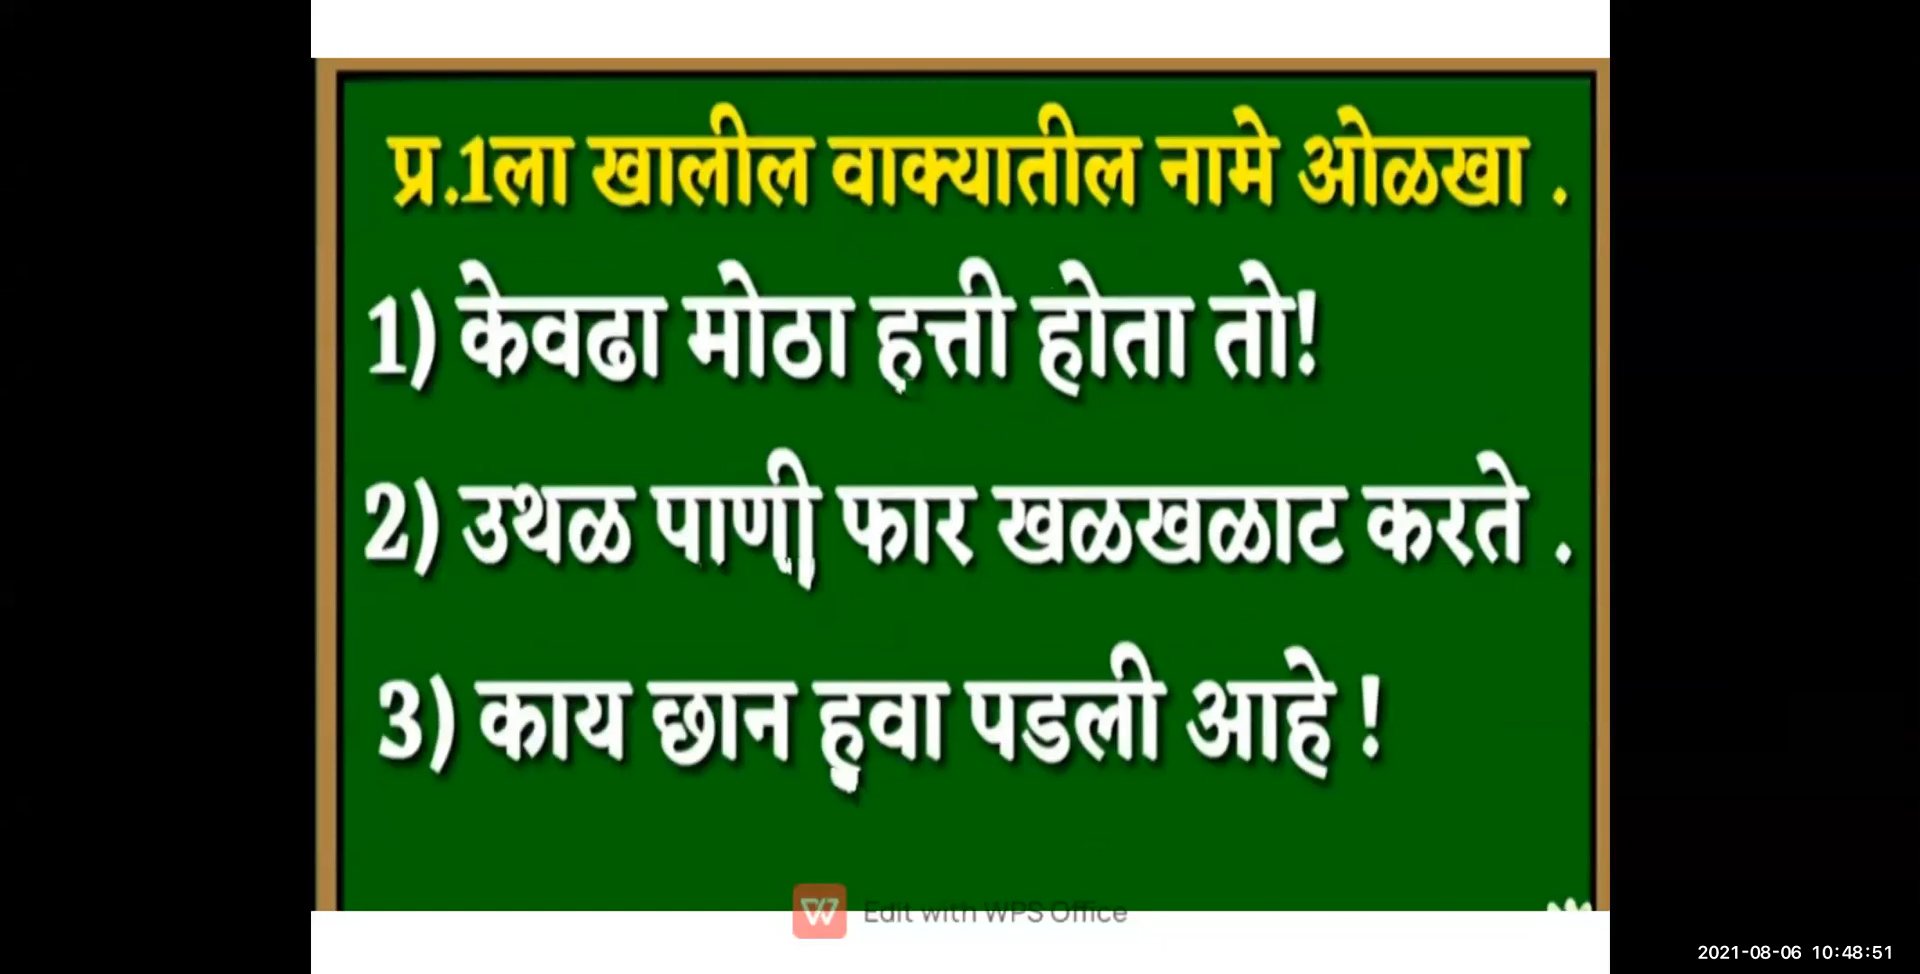 प्र.1ला खालील वाक्यातील नामे ओळखा .
1) केवढा मोठा हत्ती होता तो!
2) उथळ पाणी फार खळखळाट करते .
3) काय छान हवा पडली आहे !
Edit with WPS Office
2021-08-06 10:48:51